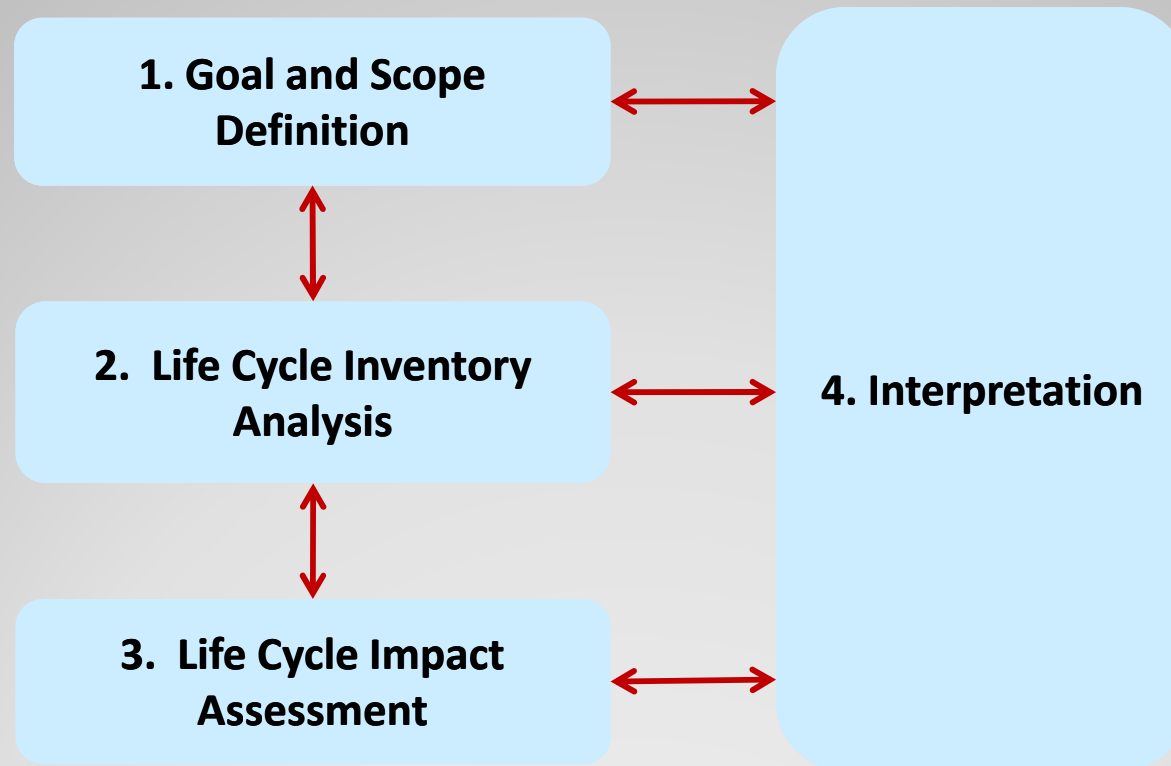 1. Goal and Scope
Definition
2.  Life Cycle Inventory
Analysis
3.  Life Cycle Impact
Assessment
4. Interpretation